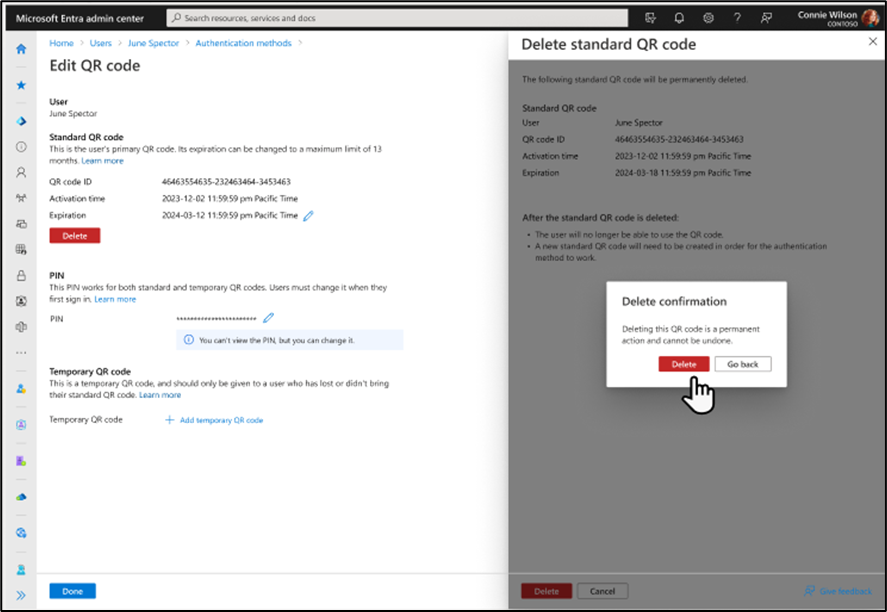 Microsoft Entra admin center
Search resources, services and docs
Connie Wilson
CONTOSO
Home > Users > June Spector > Authentication methods >
Edit QR code
User
June Spector
Standard QR code
This is the user's primary QR code. Its expiration can be changed to a maximum limit of 13
months. Learn more
QR code ID 46463554635-232463464-3453463
Activation time 2023-12-02 11:59:59 pm Pacific Time
Expiration 2024-03-12 11:59:59 pm Pacific Time
Delete
PIN
This PIN works for both standard and temporary QR codes. Users must change it when they
first sign in. Learn more
PIN ***********************
You can't view the PIN, but you can change it.
Temporary QR code
This is a temporary QR code, and should only be given to a user who has lost or didn't bring
their standard QR code. Learn more
Temporary QR code + Add temporary QR code
Done
Delete standard QR code
The following standard QR code will be permanently deleted.
Standard QR code
User June Spector
QR code ID 46463554635-232463464-3453463
Activation time 2023-12-02 11:59:59 pm Pacific Time
Expiration 2024-03-18 11:59:59 pm Pacific Time
After the standard QR code is deleted:
• The user will no longer be able to use the QR code.
• A new standard QR code will need to be created in order for the authentication
method to work.
Delete confirmation
Deleting this QR code is a permanent
action and cannot be undone.
Delete Go back
Delete Cancel
Give feedback